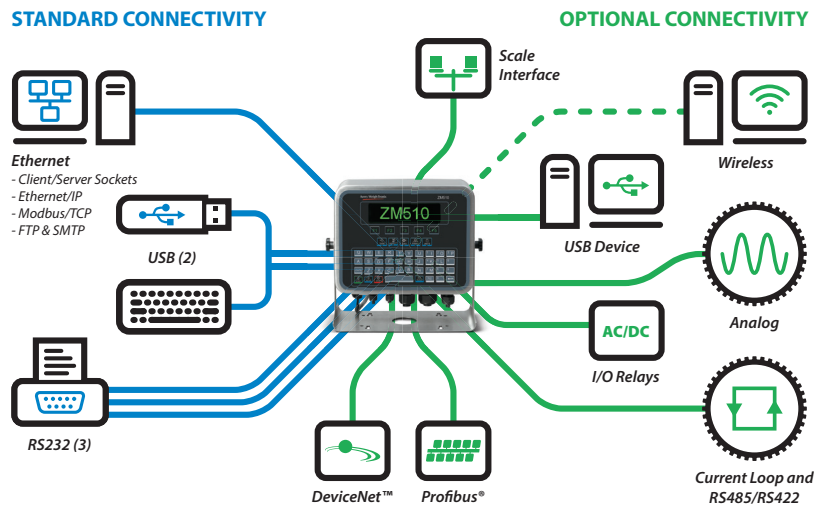 STANDARD CONNECTIVITY
OPTIONAL CONNECTIVITY
Scale
Interface
Ethernet
- Client/Server Sockets
- Ethernet/IP
- Modbus/TCP
- FTP & SMTP
Wireless
USB (2)
USB Device
ZM510
Analog
AC/DC
I/O Relays
RS232 (3)
DeviceNet™
Profibus®
Current Loop and
RS485/RS422